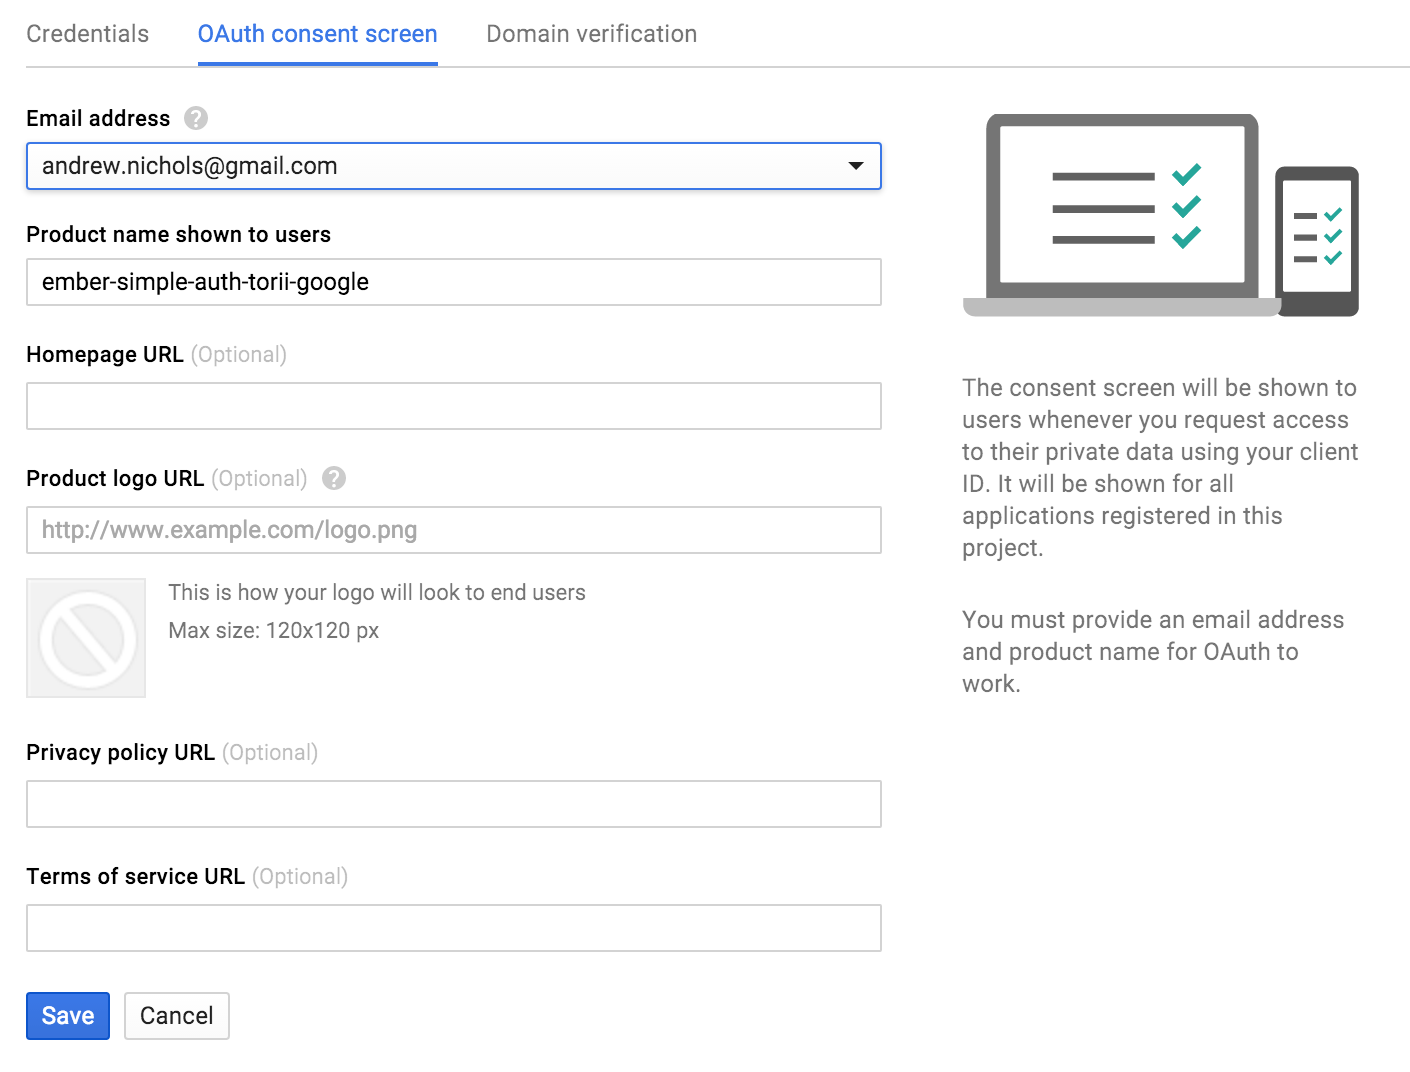 Credentials
OAuth consent screen
Domain verification
Email address ?
andrew.nichols@gmail.com
Product name shown to users
ember-simple-auth-torii-google
Homepage URL (Optional)
Product logo URL (Optional) ?
http://www.example.com/logo.png
This is how your logo will look to end users
Max size: 120x120 px
Privacy policy URL (Optional)
Terms of service URL (Optional)
Save
Cancel
The consent screen will be shown to
users whenever you request access
to their private data using your client
ID. It will be shown for all
applications registered in this
project.
You must provide an email address
and product name for OAuth to
work.